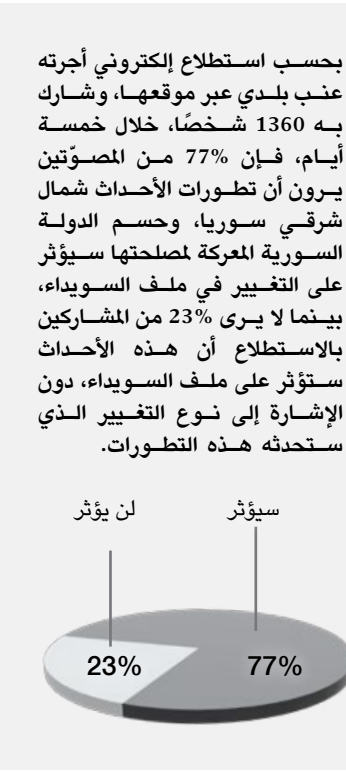 بحسب استطلاع إلكتروني أجرته
عنب بلدي عبر موقعها، وشارك
به 1360 شخصًا، خلال خمسة
أيام، فإن 77% من المصوّتين
يرون أن تطورات الأحداث شمال
شرقي سوريا، وحسم الدولة
السورية المعركة لمصلحتها سيؤثر
على التغيير في ملف السويداء،
بينما لا يرى 23% من المشاركين
بالاستطلاع أن هذه الأحداث
ستؤثر على ملف السويداء، دون
الإشارة إلى نوع التغيير الذي
ستحدثه هذه التطورات.
سيؤثر
لن يؤثر
77%
23%